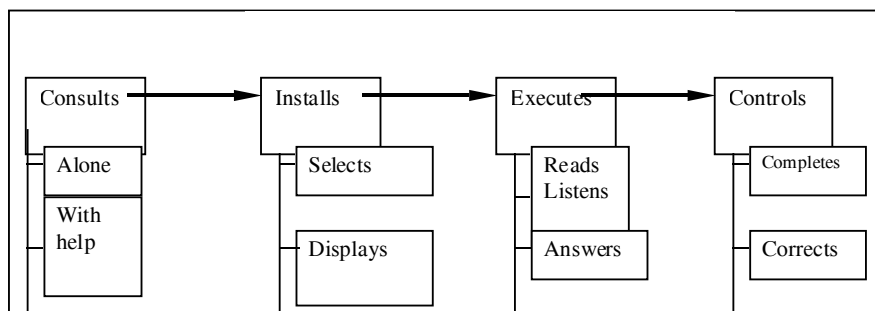 Consults
Installs
Executes
Controls
Alone
With
help
Selects
Displays
Reads
Listens
Answers
Completes
Corrects